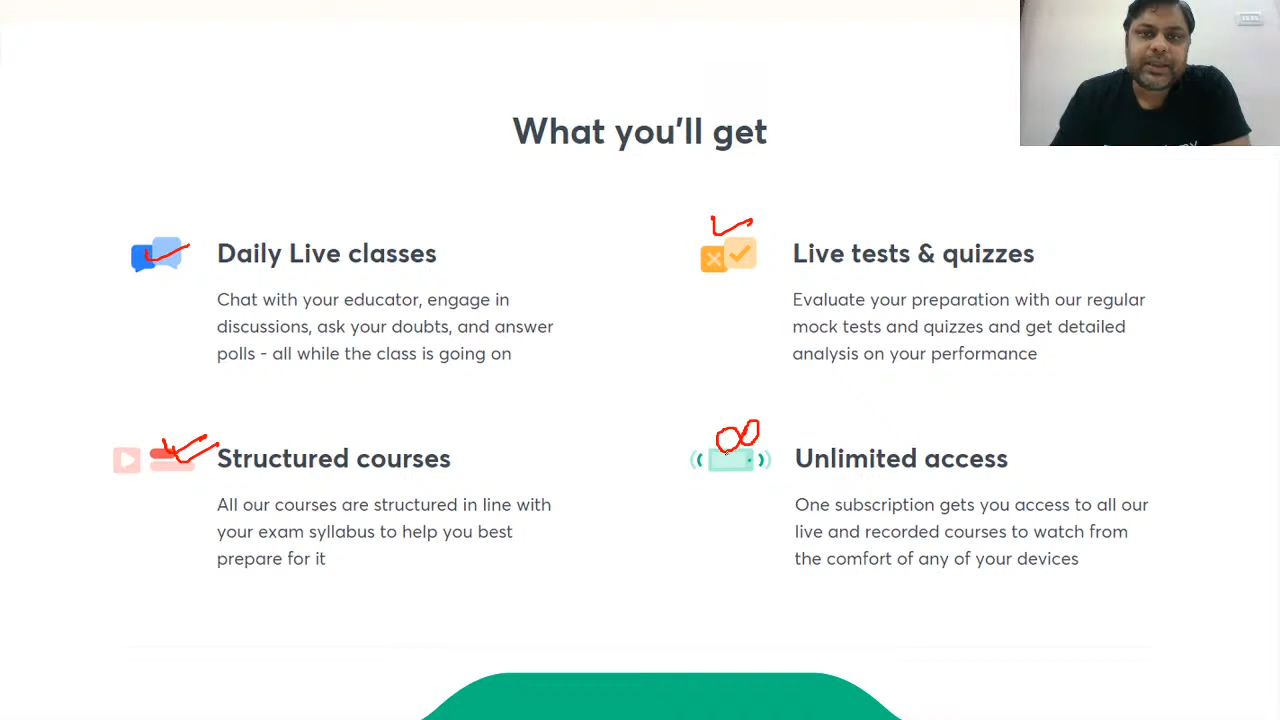 What you'll get
Daily Live classes
Chat with your educator, engage in
discussions, ask your doubts, and answer
polls - all while the class is going on
Live tests & quizzes
Evaluate your preparation with our regular
mock tests and quizzes and get detailed
analysis on your performance
Structured courses
All our courses are structured in line with
your exam syllabus to help you best
prepare for it
Unlimited access
One subscription gets you access to all our
live and recorded courses to watch from
the comfort of any of your devices